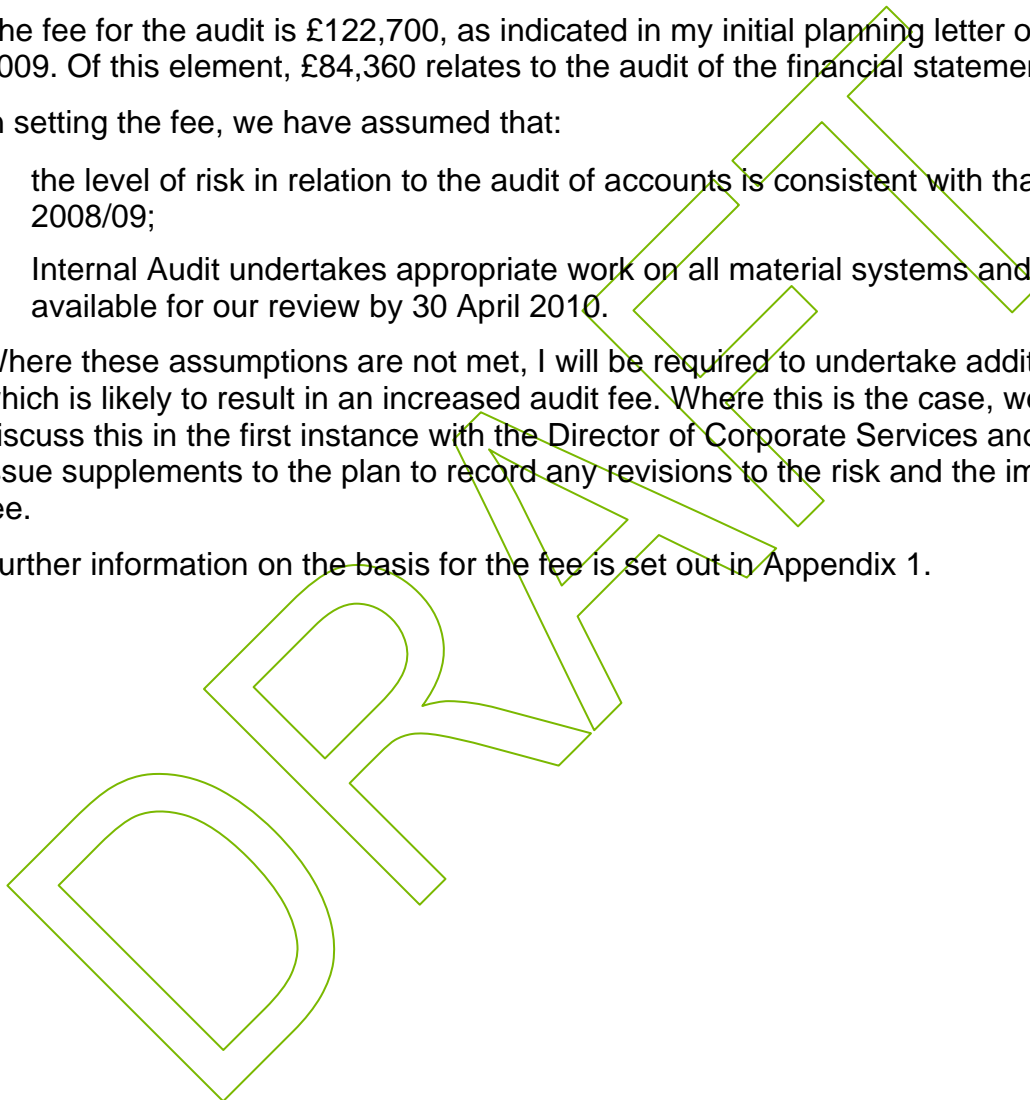 he fee for the audit is £122,700, as indicated in my initial planning letter o
009. Of this element, £84,360 relates to the audit of the financial statemen
n setting the fee, we have assumed that:
the level of risk in relation to the audit of accounts is consistent with tha
2008/09;
Internal Audit undertakes appropriate work on all material systems and
available for our review by 30 April 2010.
Where these assumptions are not met, I will be required to undertake addit
which is likely to result in an increased audit fee. Where this is the case, we
iscuss this in the first instance with the Director of Corporate Services and
ssue supplements to the plan to record any revisions to the risk and the im
ee.
urther information on the basis for the fee is set out in Appendix 1.
DRAFT